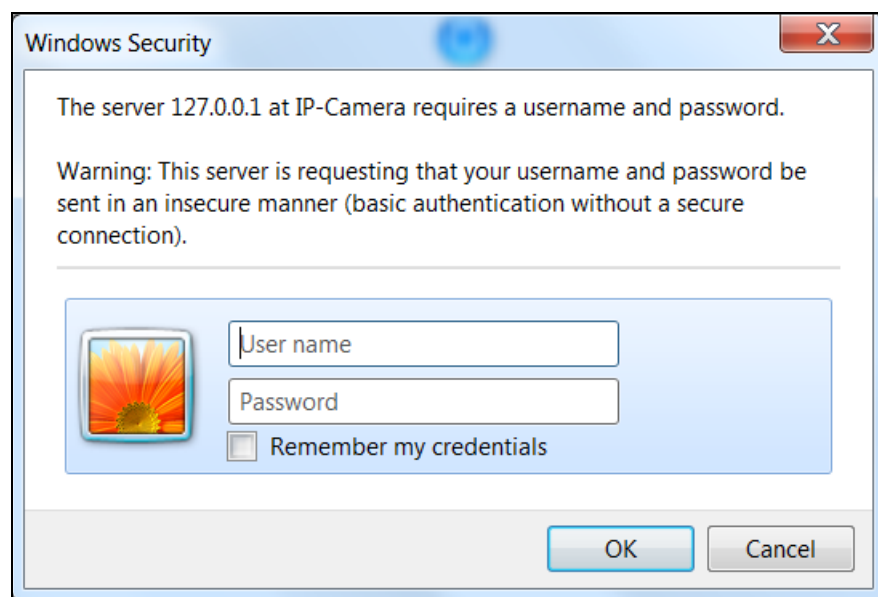 Windows Security
The server 127.0.0.1 at IP-Camera requires a username and password.
Warning: This server is requesting that your username and password be
sent in an insecure manner (basic authentication without a secure
connection).
User name
Password
Remember my credentials
OK
Cancel